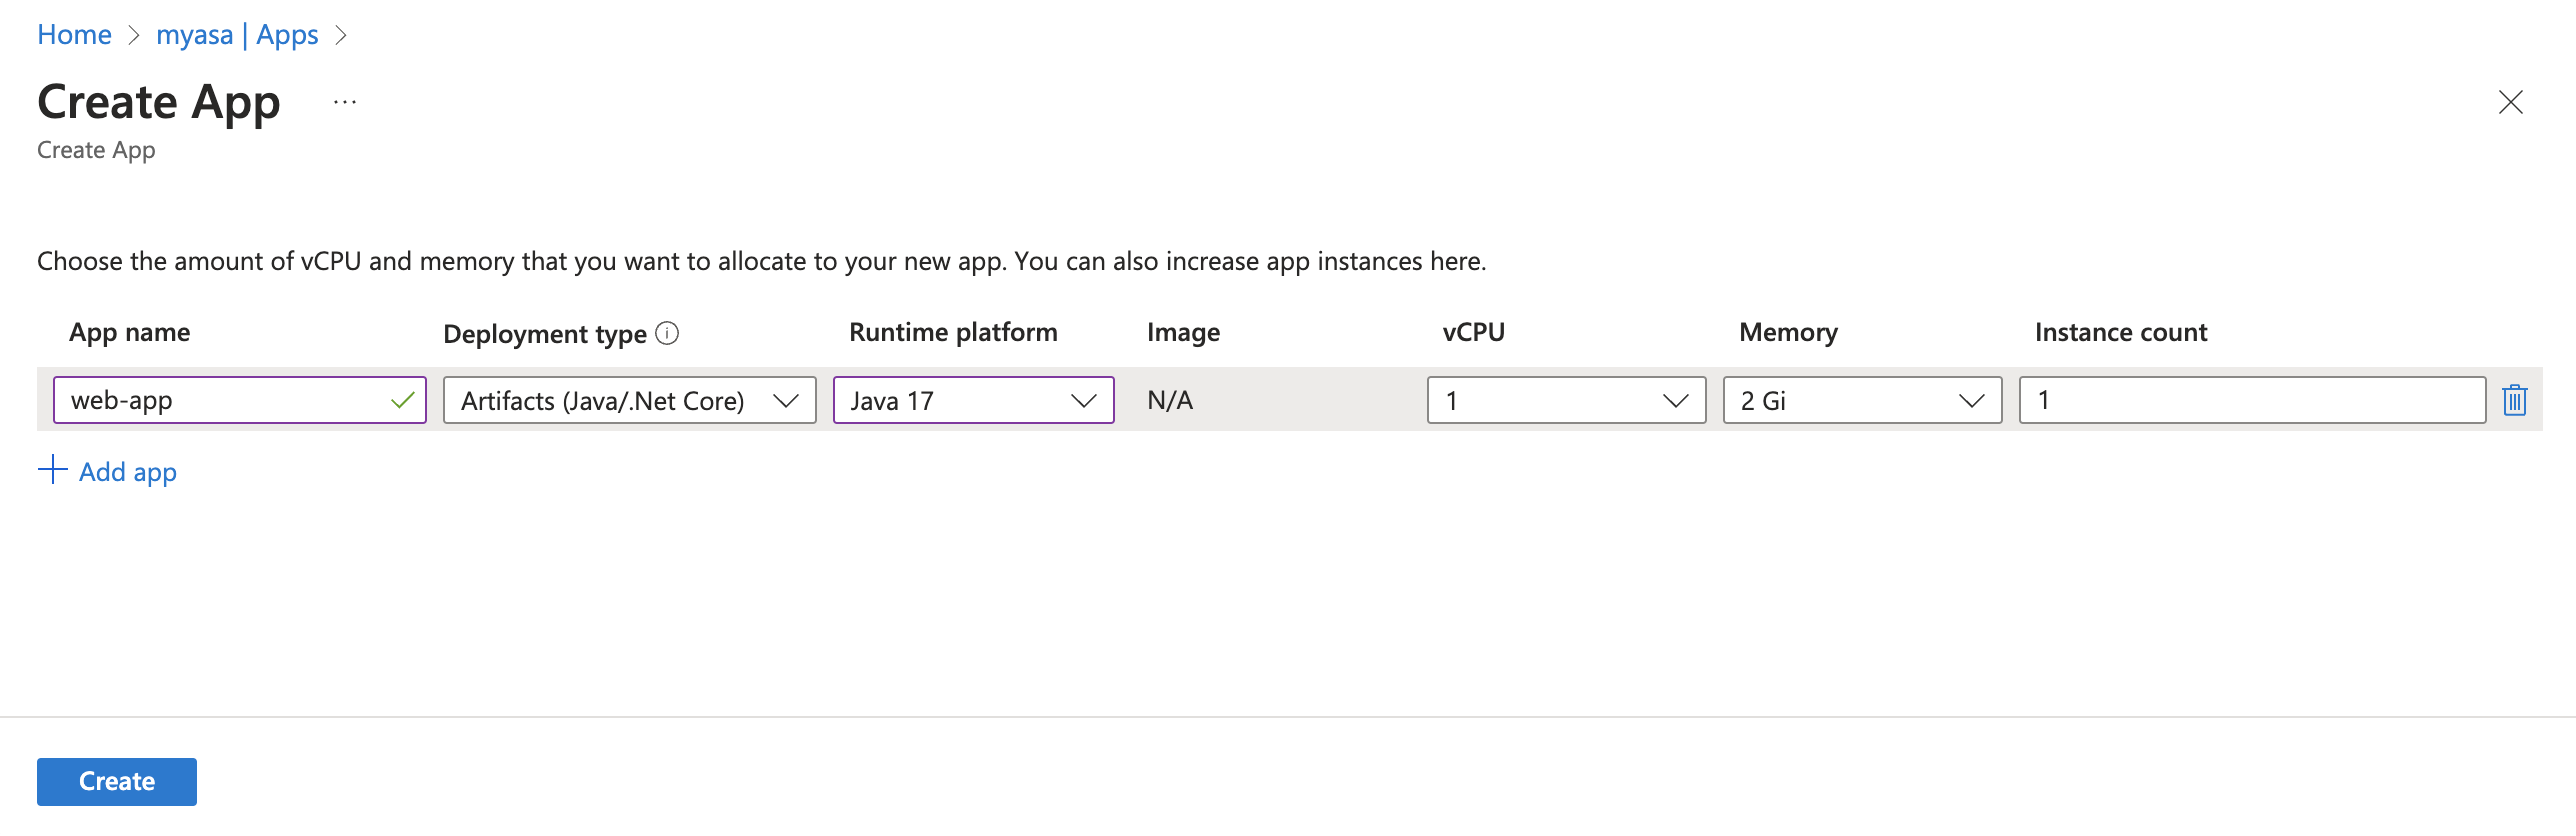 Home > myasa | Apps >
Create App ...
Create App
Choose the amount of vCPU and memory that you want to allocate to your new app. You can also increase app instances here.
App name Deployment type Runtime platform Image vCPU Memory Instance count
web-app Artifacts (Java/.Net Core) Java 17 N/A 1 2 Gi 1
Add app
Create